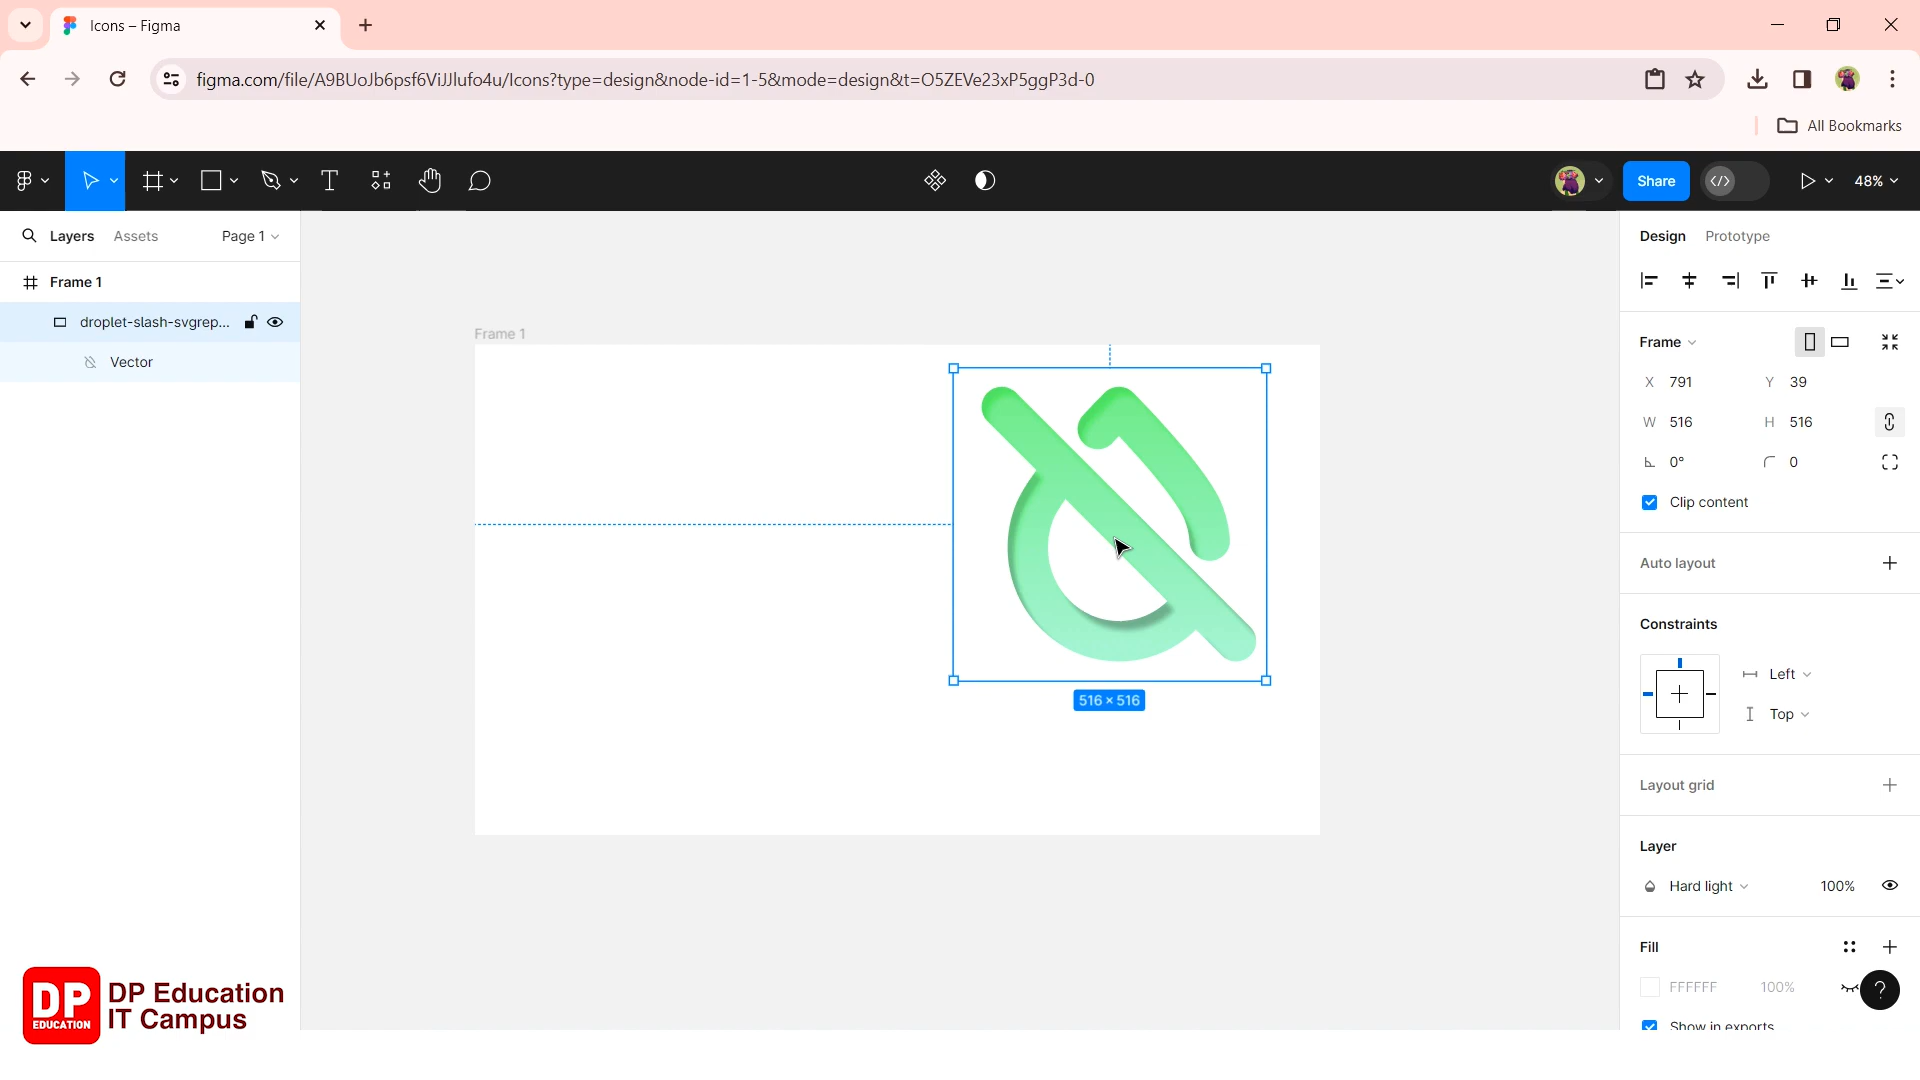 Icons – Figma
figma.com/file/A9BUoJb6psf6ViJJlufo4u/Icons?type=design&node-id=1-5&mode=design&t=O5ZEVe23xP5ggP3d-0
All Bookmarks
Share
48%
Layers Assets Page 1
Design Prototype
Frame 1
droplet-slash-svgrep...
Vector
Frame 1
516 × 516
Frame
X 791 Y 39
W 516 H 516
0° 0
Clip content
Auto layout
Constraints
Left
Top
Layout grid
Layer
Hard light 100%
Fill
FFFFFF 100%
?
Show in exports
DP
EDUCATION
DP Education
IT Campus